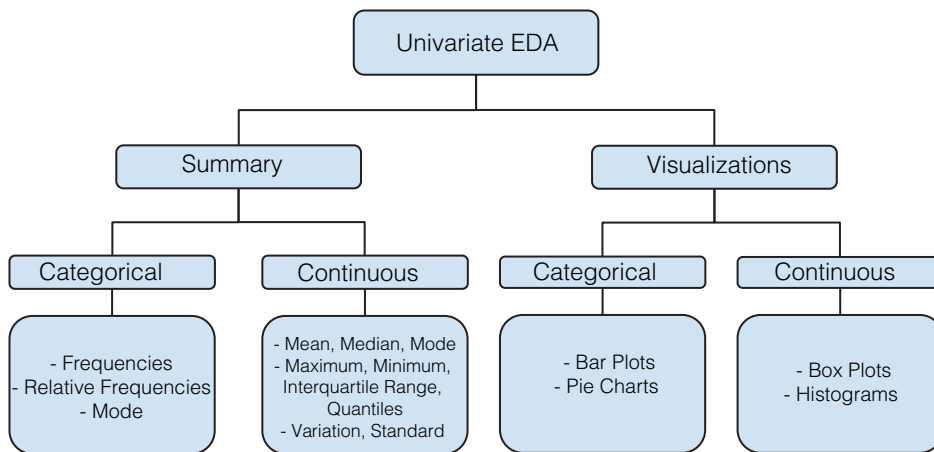 Univariate EDA
Summary
Visualizations
Categorical
Continuous
Categorical
Continuous
- Frequencies
- Relative Frequencies
- Mode
- Mean, Median, Mode
- Maximum, Minimum,
Interquartile Range,
Quantiles
- Variation, Standard
- Bar Plots
- Pie Charts
- Box Plots
- Histograms